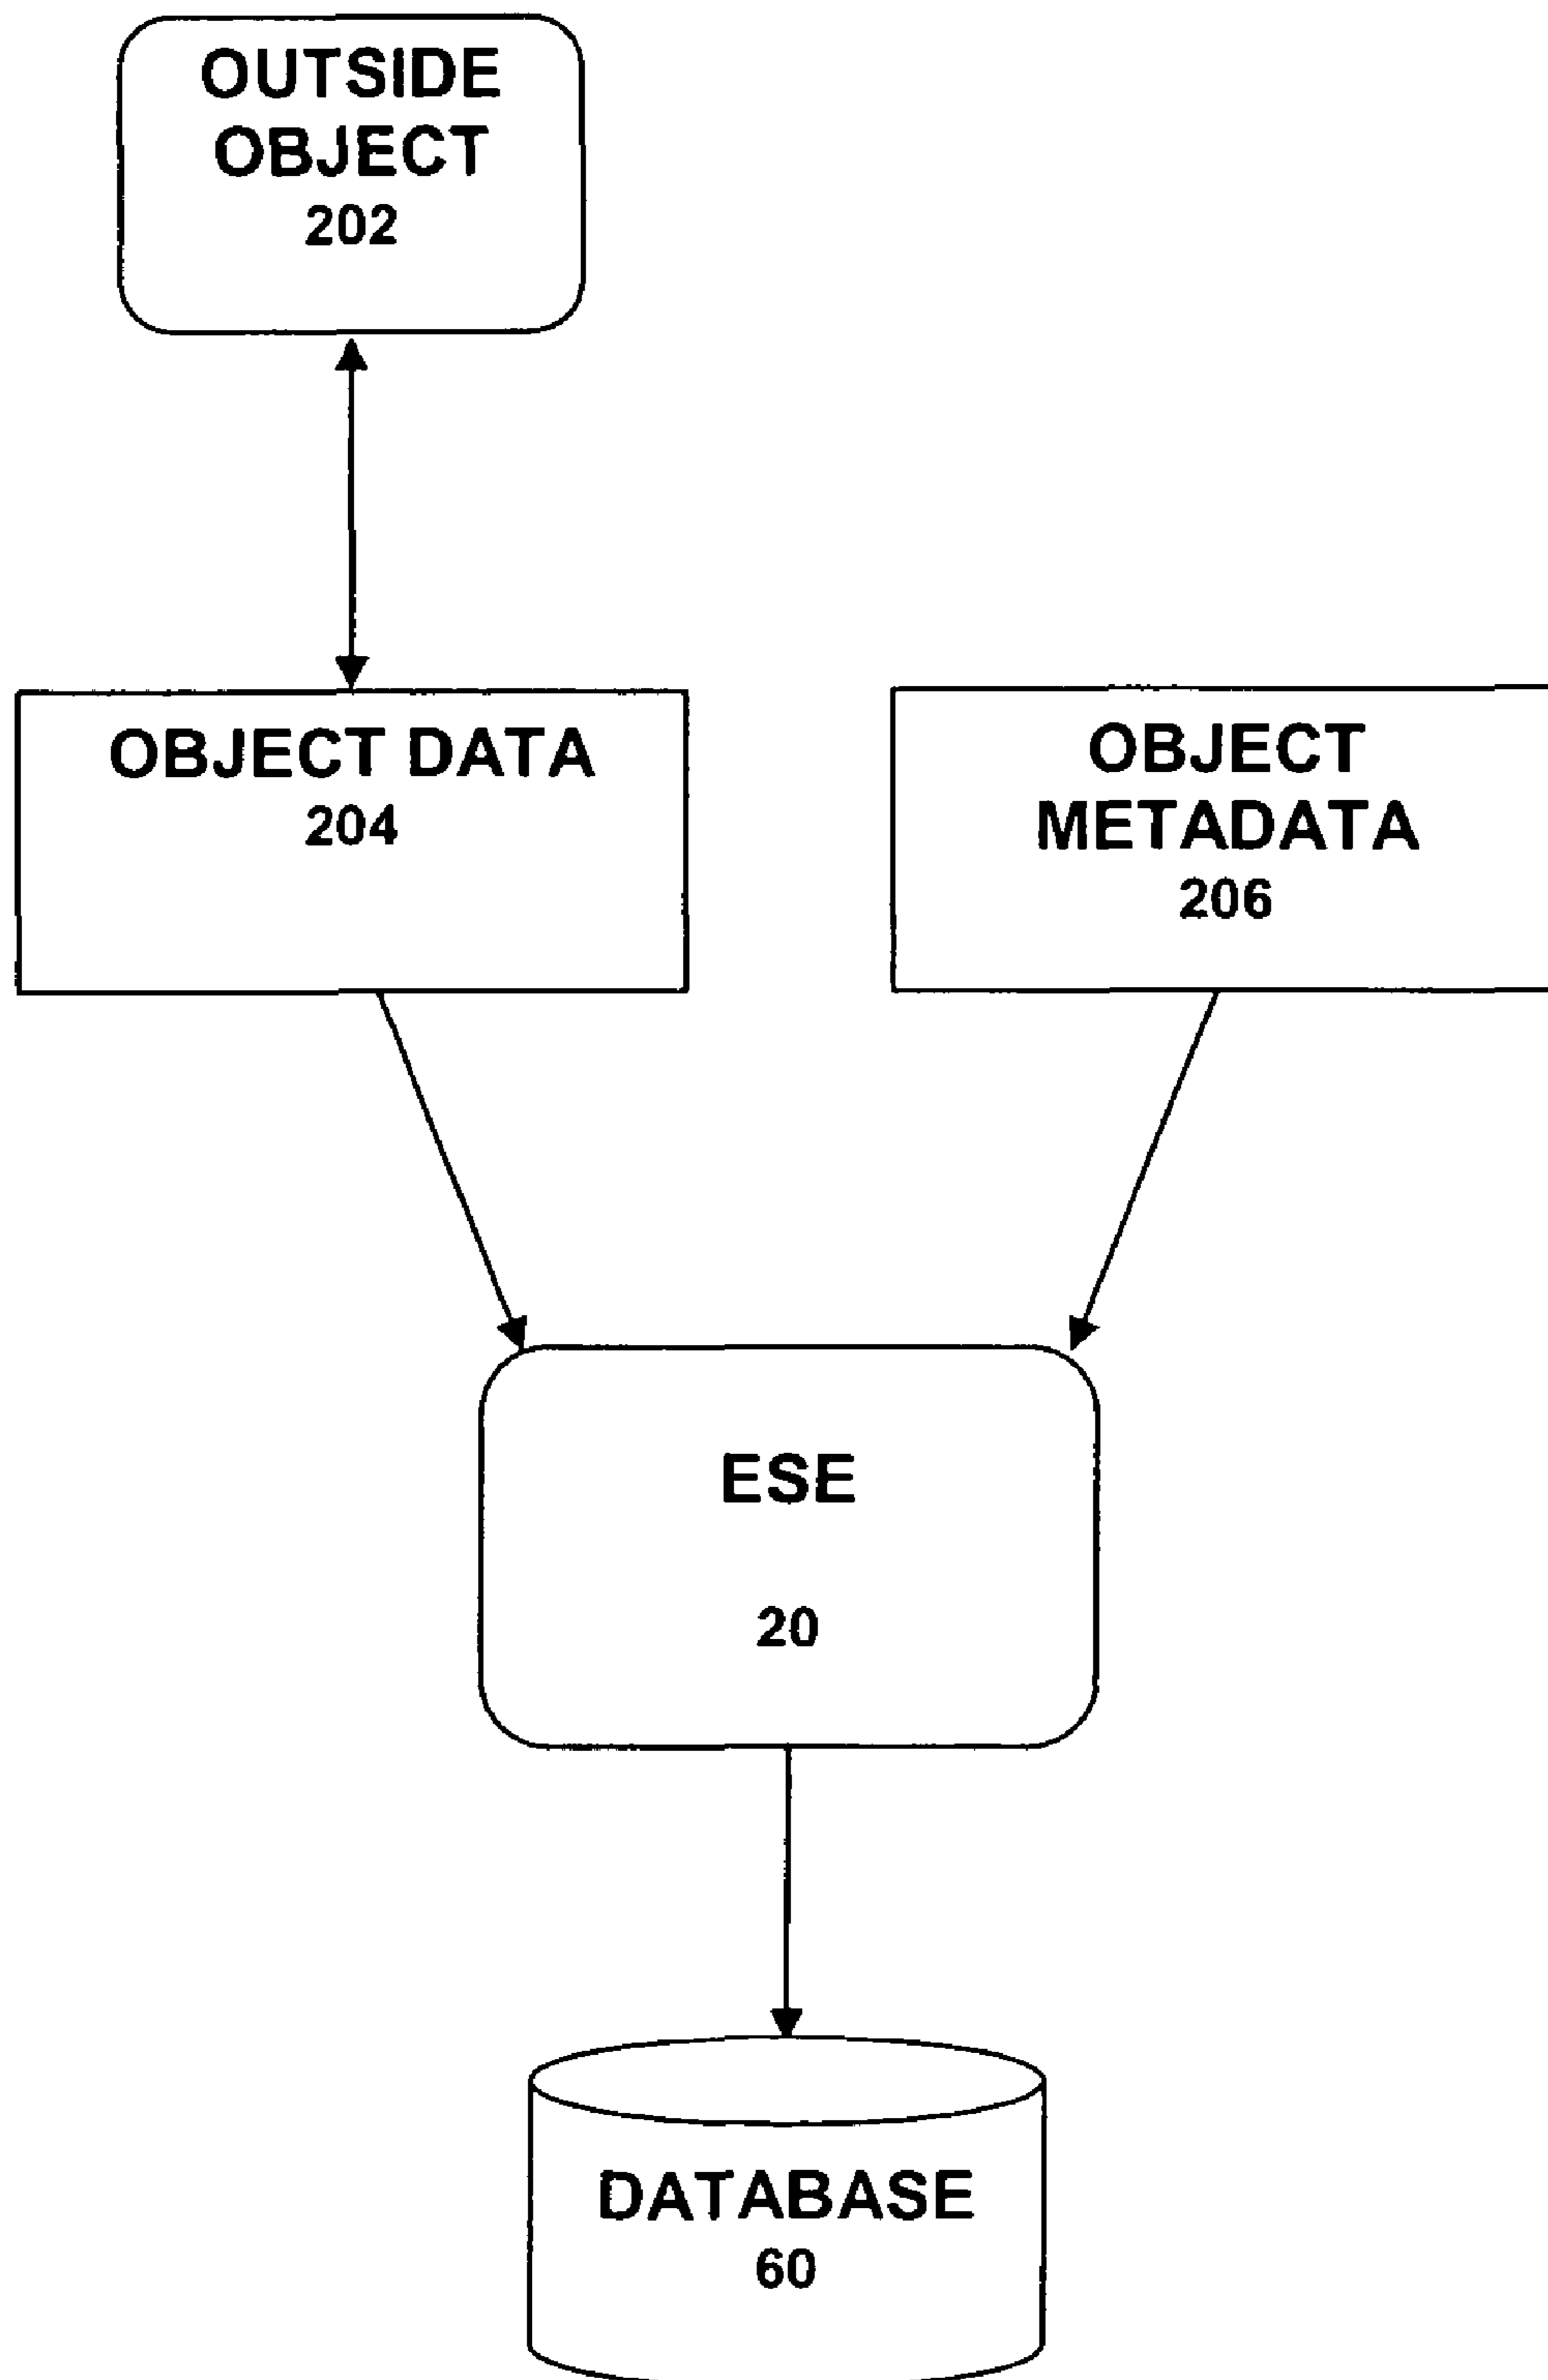 OUTSIDE
OBJECT
202
OBJECT DATA
204
OBJECT
METADATA
206
ESE
20
DATABASE
60